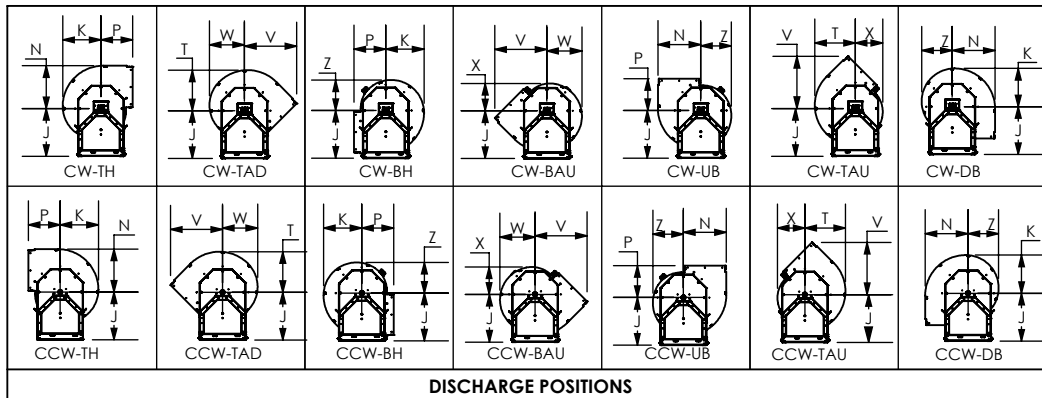 K P N J CW-TH
W V T J CW-TAD
P K Z J CW-BH
V W X J CW-BAU
N Z P J CW-UB
T X V J CW-TAU
Z N K J CW-DB
P K N J CCW-TH
V W T J CCW-TAD
K P Z J CCW-BH
W V X J CCW-BAU
Z N P J CCW-UB
X T V J CCW-TAU
N Z K J CCW-DB
DISCHARGE POSITIONS